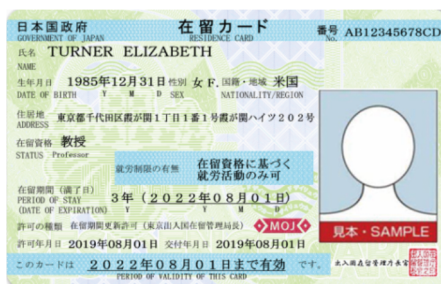 日本国政府 在留カード 番号 AB12345678CD
GOVERNMENT OF JAPAN RESIDENCE CARD No.
氏名 TURNER ELIZABETH
NAME
生年月日 1985年12月31日 性別 女 F. 国籍・地域 米国
DATE OF BIRTH Y M D SEX NATIONALITY/REGION
住居地 東京都千代田区霞が関1丁目1番1号霞が関ハイツ202号
ADDRESS
在留資格 教授
STATUS Professor
就労制限の有無 在留資格に基づく
就労活動のみ可
在留期間(満了日) 3年(2022年08月01日)
PERIOD OF STAY
(DATE OF EXPIRATION) Y Y M D
許可の種類 在留期間更新許可(東京出入国在留管理局長)
MOJ
見本・SAMPLE
許可年月日 2019年08月01日 交付年月日 2019年08月01日
このカードは 2022年08月01日まで有効 です。
PERIOD OF VALIDITY OF THIS CARD
出入国在留管理庁長官